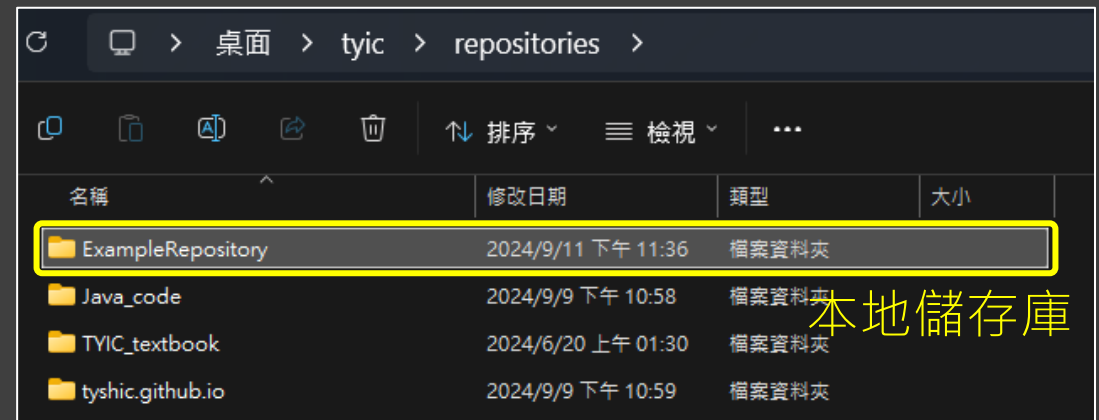 桌面 > tyic > repositories >
排序 檢視 ...
名稱 修改日期 類型 大小
ExampleRepository 2024/9/11 下午 11:36 檔案資料夾
Java_code 2024/9/9 下午 10:58 檔案資料夾
本地儲存庫
TYIC_textbook 2024/6/20 上午 01:30 檔案資料夾
tyshic.github.io 2024/9/9 下午 10:59 檔案資料夾